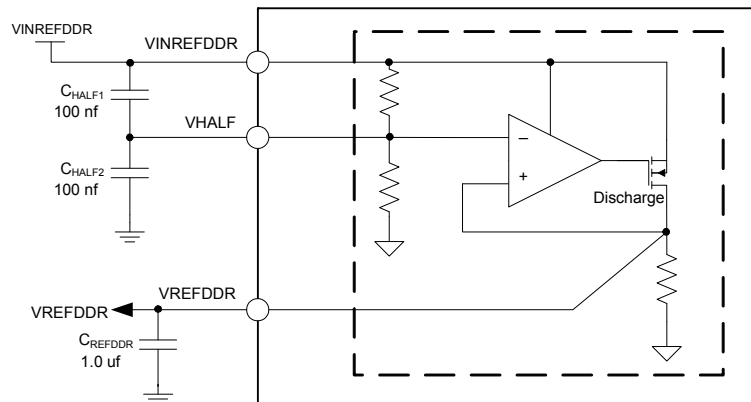 VINREFDDR
VINREFDDR
CHALF1
100 nf
VHALF
CHALF2
100 nf
−
+
Discharge
VREFDDR
VREFDDR
CREFDDR
1.0 uf